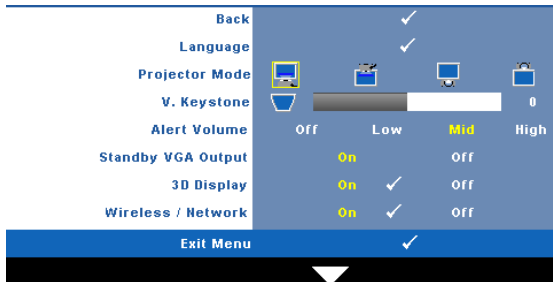 Back
Language
Projector Mode
V. Keystone 0
Alert Volume Off Low Mid High
Standby VGA Output On Off
3D Display On Off
Wireless / Network On Off
Exit Menu